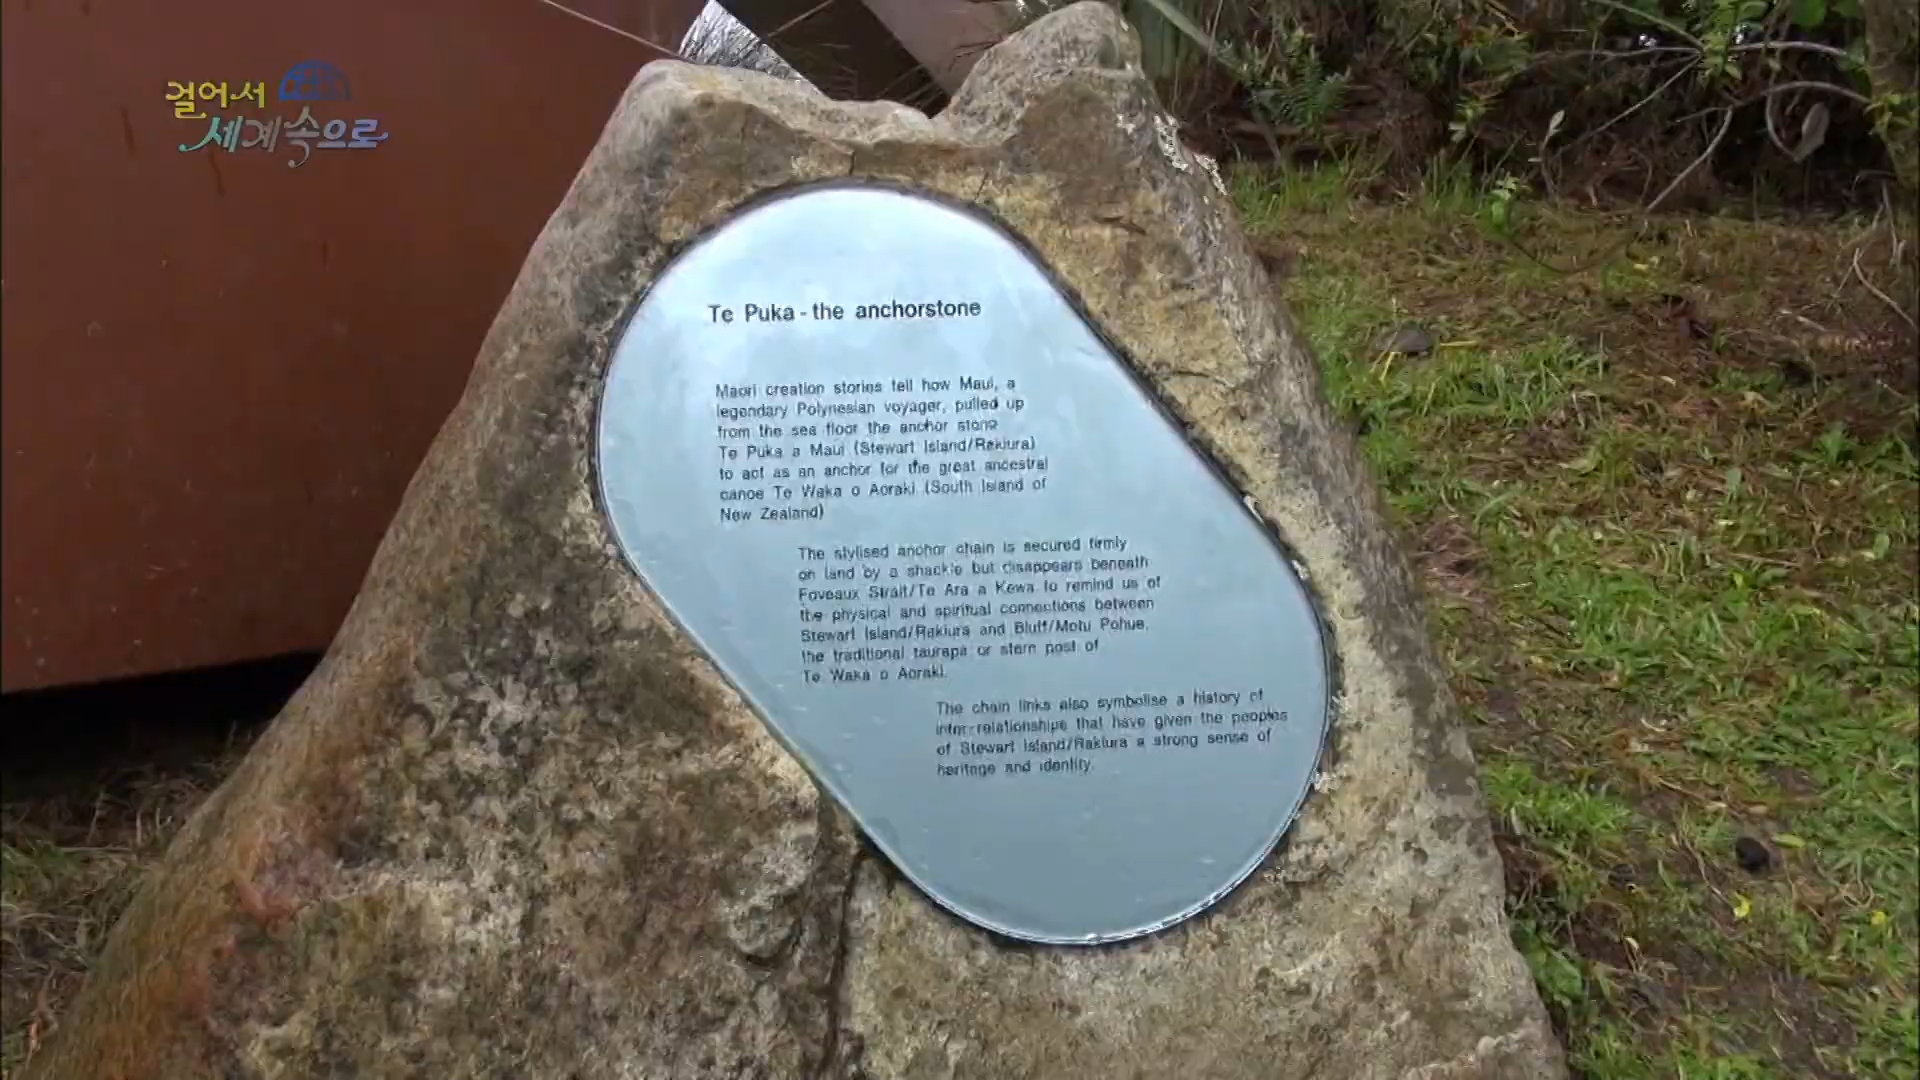 걸어서
세계속으로
Te Puka - the anchorstone
Maori creation stories tell how Maui, a
legendary Polynesian voyager, pulled up
from the sea floor the anchor stone
Te Puka a Maui (Stewart Island/Rakiura)
to act as an anchor for the great ancestral
canoe Te Waka o Aoraki (South Island of
New Zealand)
The stylised anchor chain is secured firmly
on land by a shackle but disappears beneath
Foveaux Strait/Te Ara a Kewa to remind us of
the physical and spiritual connections between
Stewart Island/Rakiura and Bluff/Motu Pohue,
the traditional taurapa or stern post of
Te Waka o Aoraki.
The chain links also symbolise a history of
inter-relationships that have given the peoples
of Stewart Island/Rakiura a strong sense of
heritage and identity.